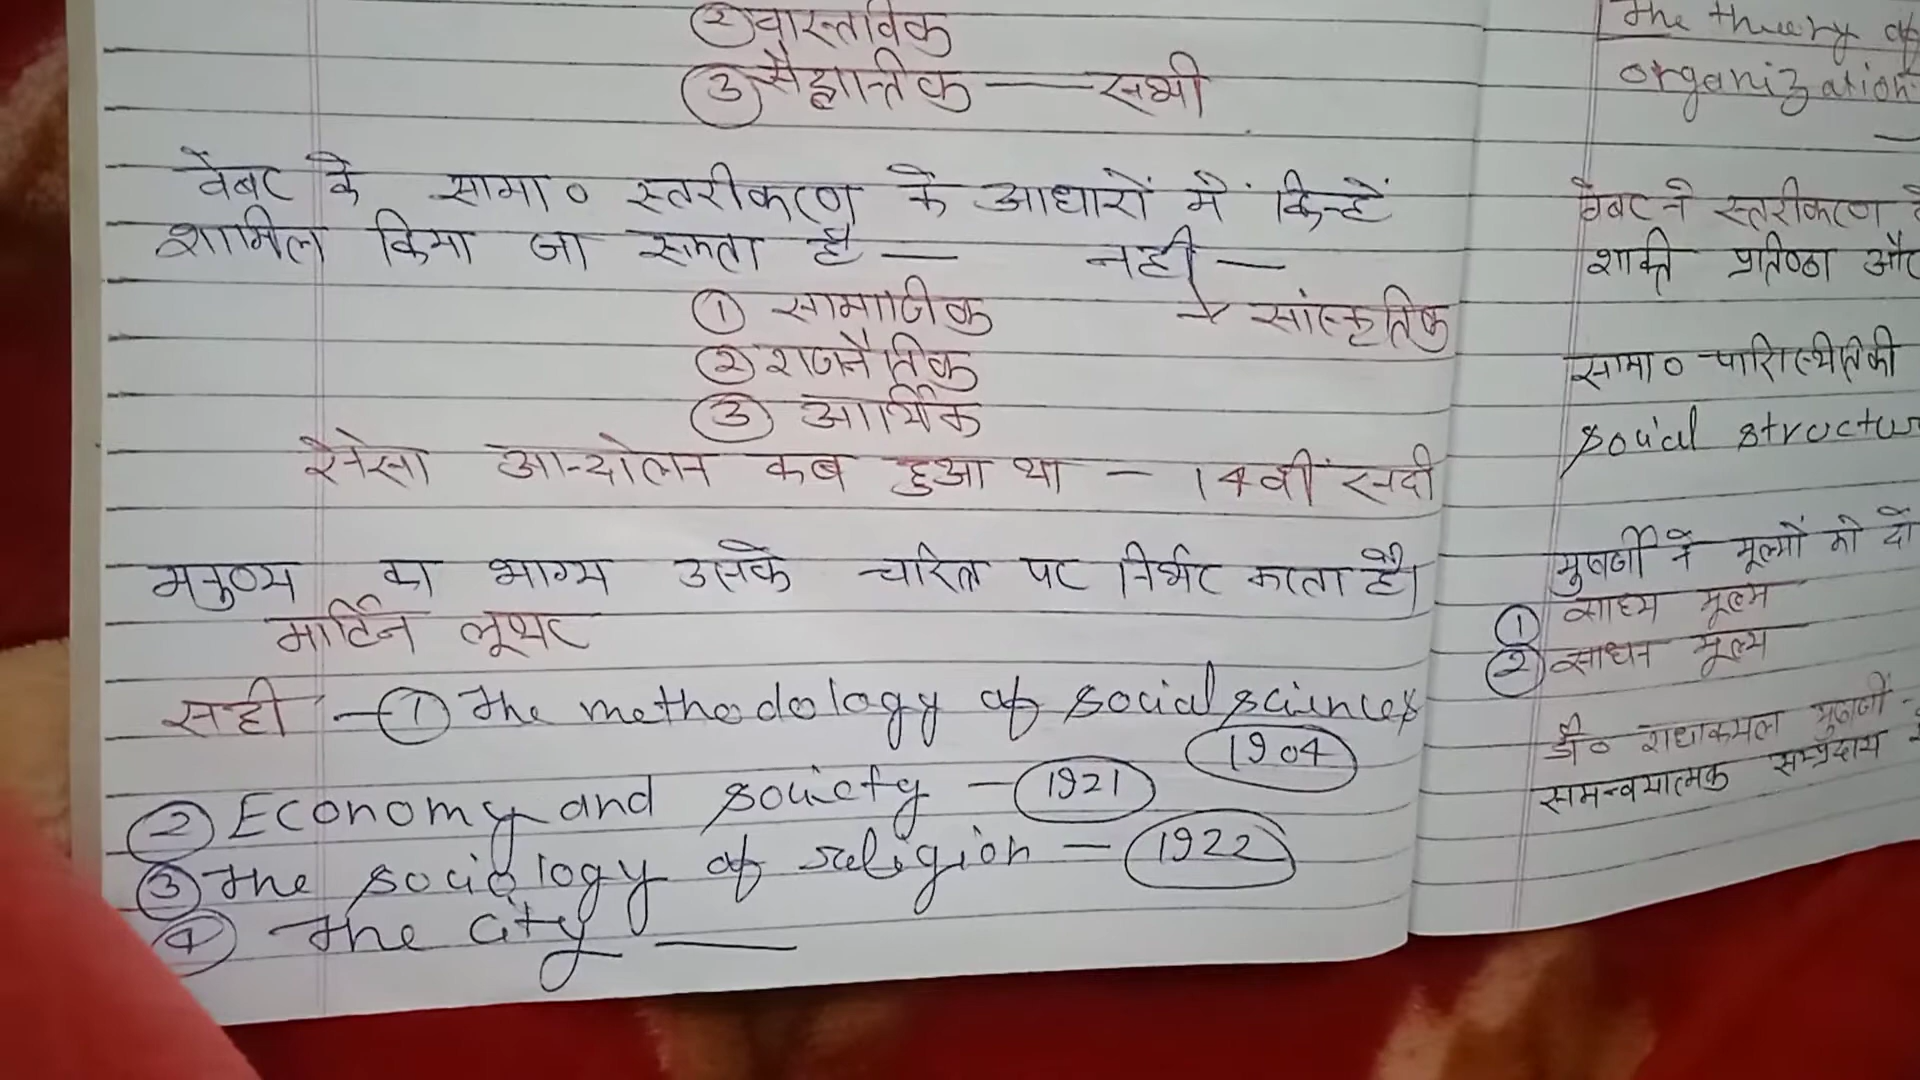 ② वास्तविक
③ सैद्धान्तिक — सभी
वेबर के सामा० स्तरीकरण के आधारों में किन्हें
शामिल किया जा सकता है — नहीं —
① सामाजिक → सांस्कृतिक
② राजनैतिक
③ आर्थिक
रैनेसा आन्दोलन कब हुआ था - 14वीं सदी
मनुष्य का भाग्य उसके चरित्र पर निर्भर करता है।
मार्टिन लूथर
सही - ① The methodology of social sciences
1904
② Economy and society - 1921
③ The sociology of religion - 1922
④ The city —
The theory of
organization
वेबर ने स्तरीकरण
शक्ति प्रतिष्ठा और
सामा० पारिस्थितिकी
social
मुखर्जी ने मूल्यों को दो
① साध्य मूल्य
② साधन मूल्य
डॉ० राधाकमल मुखर्जी -
समन्वयात्मक सम्प्रदाय